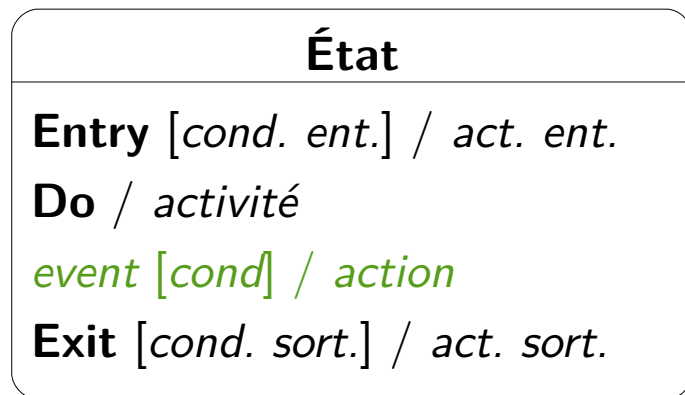 État
Entry [cond. ent.] / act. ent.
Do / activité
event [cond] / action
Exit [cond. sort.] / act. sort.